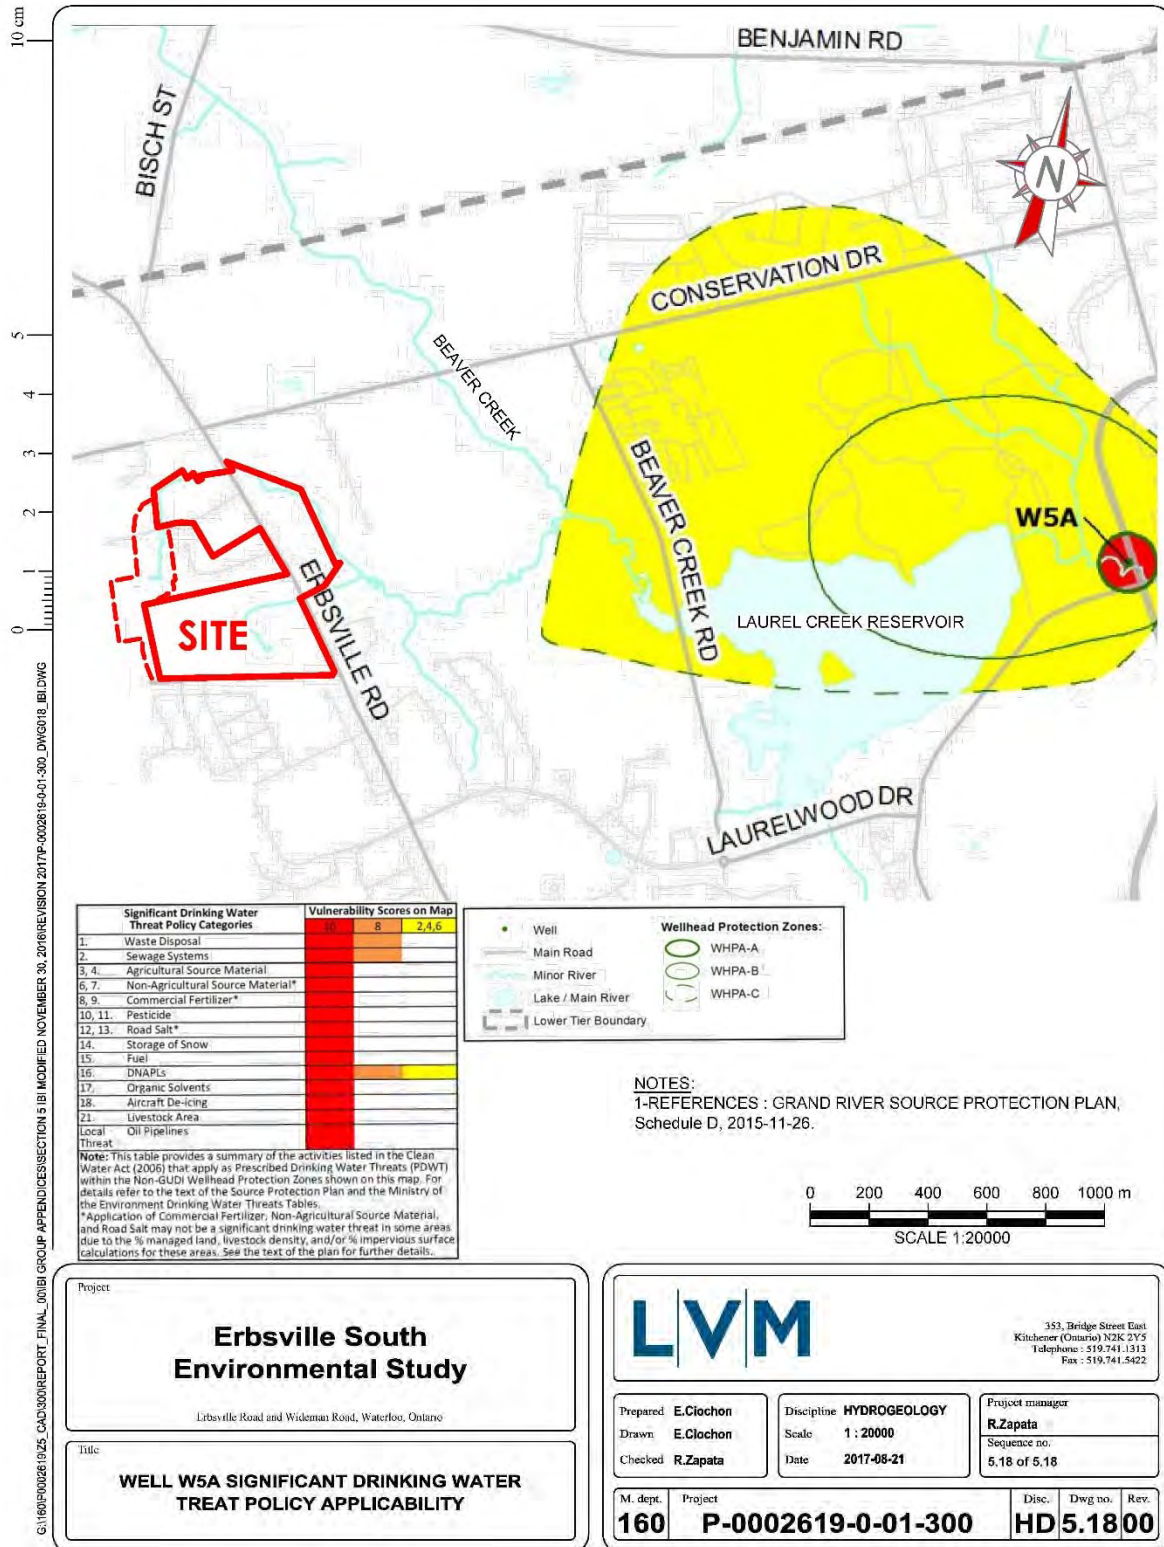 10 cm
5
4
3
2
1
0
BENJAMIN RD
BISCH ST
N
CONSERVATION DR
BEAVER CREEK
BEAVER CREEK RD
W5A
ERBSVILLE RD
SITE
LAUREL CREEK RESERVOIR
LAURELWOOD DR
Significant Drinking Water
Threat Policy Categories
Vulnerability Scores on Map
10 8 2,4,6
1. Waste Disposal
2. Sewage Systems
3, 4. Agricultural Source Material
6, 7. Non-Agricultural Source Material*
8, 9. Commercial Fertilizer*
10, 11. Pesticide
12, 13. Road Salt*
14. Storage of Snow
15. Fuel
16. DNAPLs
17. Organic Solvents
18. Aircraft De-icing
21. Livestock Area
Local Threat Oil Pipelines
Note: This table provides a summary of the activities listed in the Clean
Water Act (2006) that apply as Prescribed Drinking Water Threats (PDWT)
within the Non-GUDI Wellhead Protection Zones shown on this map. For
details refer to the text of the Source Protection Plan and the Ministry of
the Environment Drinking Water Threats Tables.
*Application of Commercial Fertilizer, Non-Agricultural Source Material,
and Road Salt may not be a significant drinking water threat in some areas
due to the % managed land, livestock density, and/or % impervious surface
calculations for these areas. See the text of the plan for further details.
Well
Main Road
Minor River
Lake / Main River
Lower Tier Boundary
Wellhead Protection Zones:
WHPA-A
WHPA-B
WHPA-C
NOTES:
1-REFERENCES : GRAND RIVER SOURCE PROTECTION PLAN,
Schedule D, 2015-11-26.
0 200 400 600 800 1000 m
SCALE 1:20000
Project
Erbsville South
Environmental Study
Erbsville Road and Wideman Road, Waterloo, Ontario
Title
WELL W5A SIGNIFICANT DRINKING WATER
TREAT POLICY APPLICABILITY
LVM
353, Bridge Street East
Kitchener (Ontario) N2K 2Y5
Telephone : 519.741.1313
Fax : 519.741.5422
Prepared E.Ciochon
Drawn E.Ciochon
Checked R.Zapata
Discipline HYDROGEOLOGY
Scale 1 : 20000
Date 2017-08-21
Project manager
R.Zapata
Sequence no.
5.18 of 5.18
M. dept. Project Disc. Dwg no. Rev.
160 P-0002619-0-01-300 HD 5.18 00